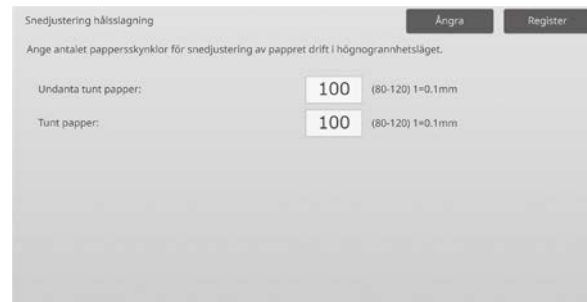 Snedjustering hålsslagning
Ångra
Register
Ange antalet pappersskynklor för snedjustering av pappret drift i högnogrannhetsläget.
Undanta tunt papper:
100
(80-120) 1=0.1mm
Tunt papper:
100
(80-120) 1=0.1mm